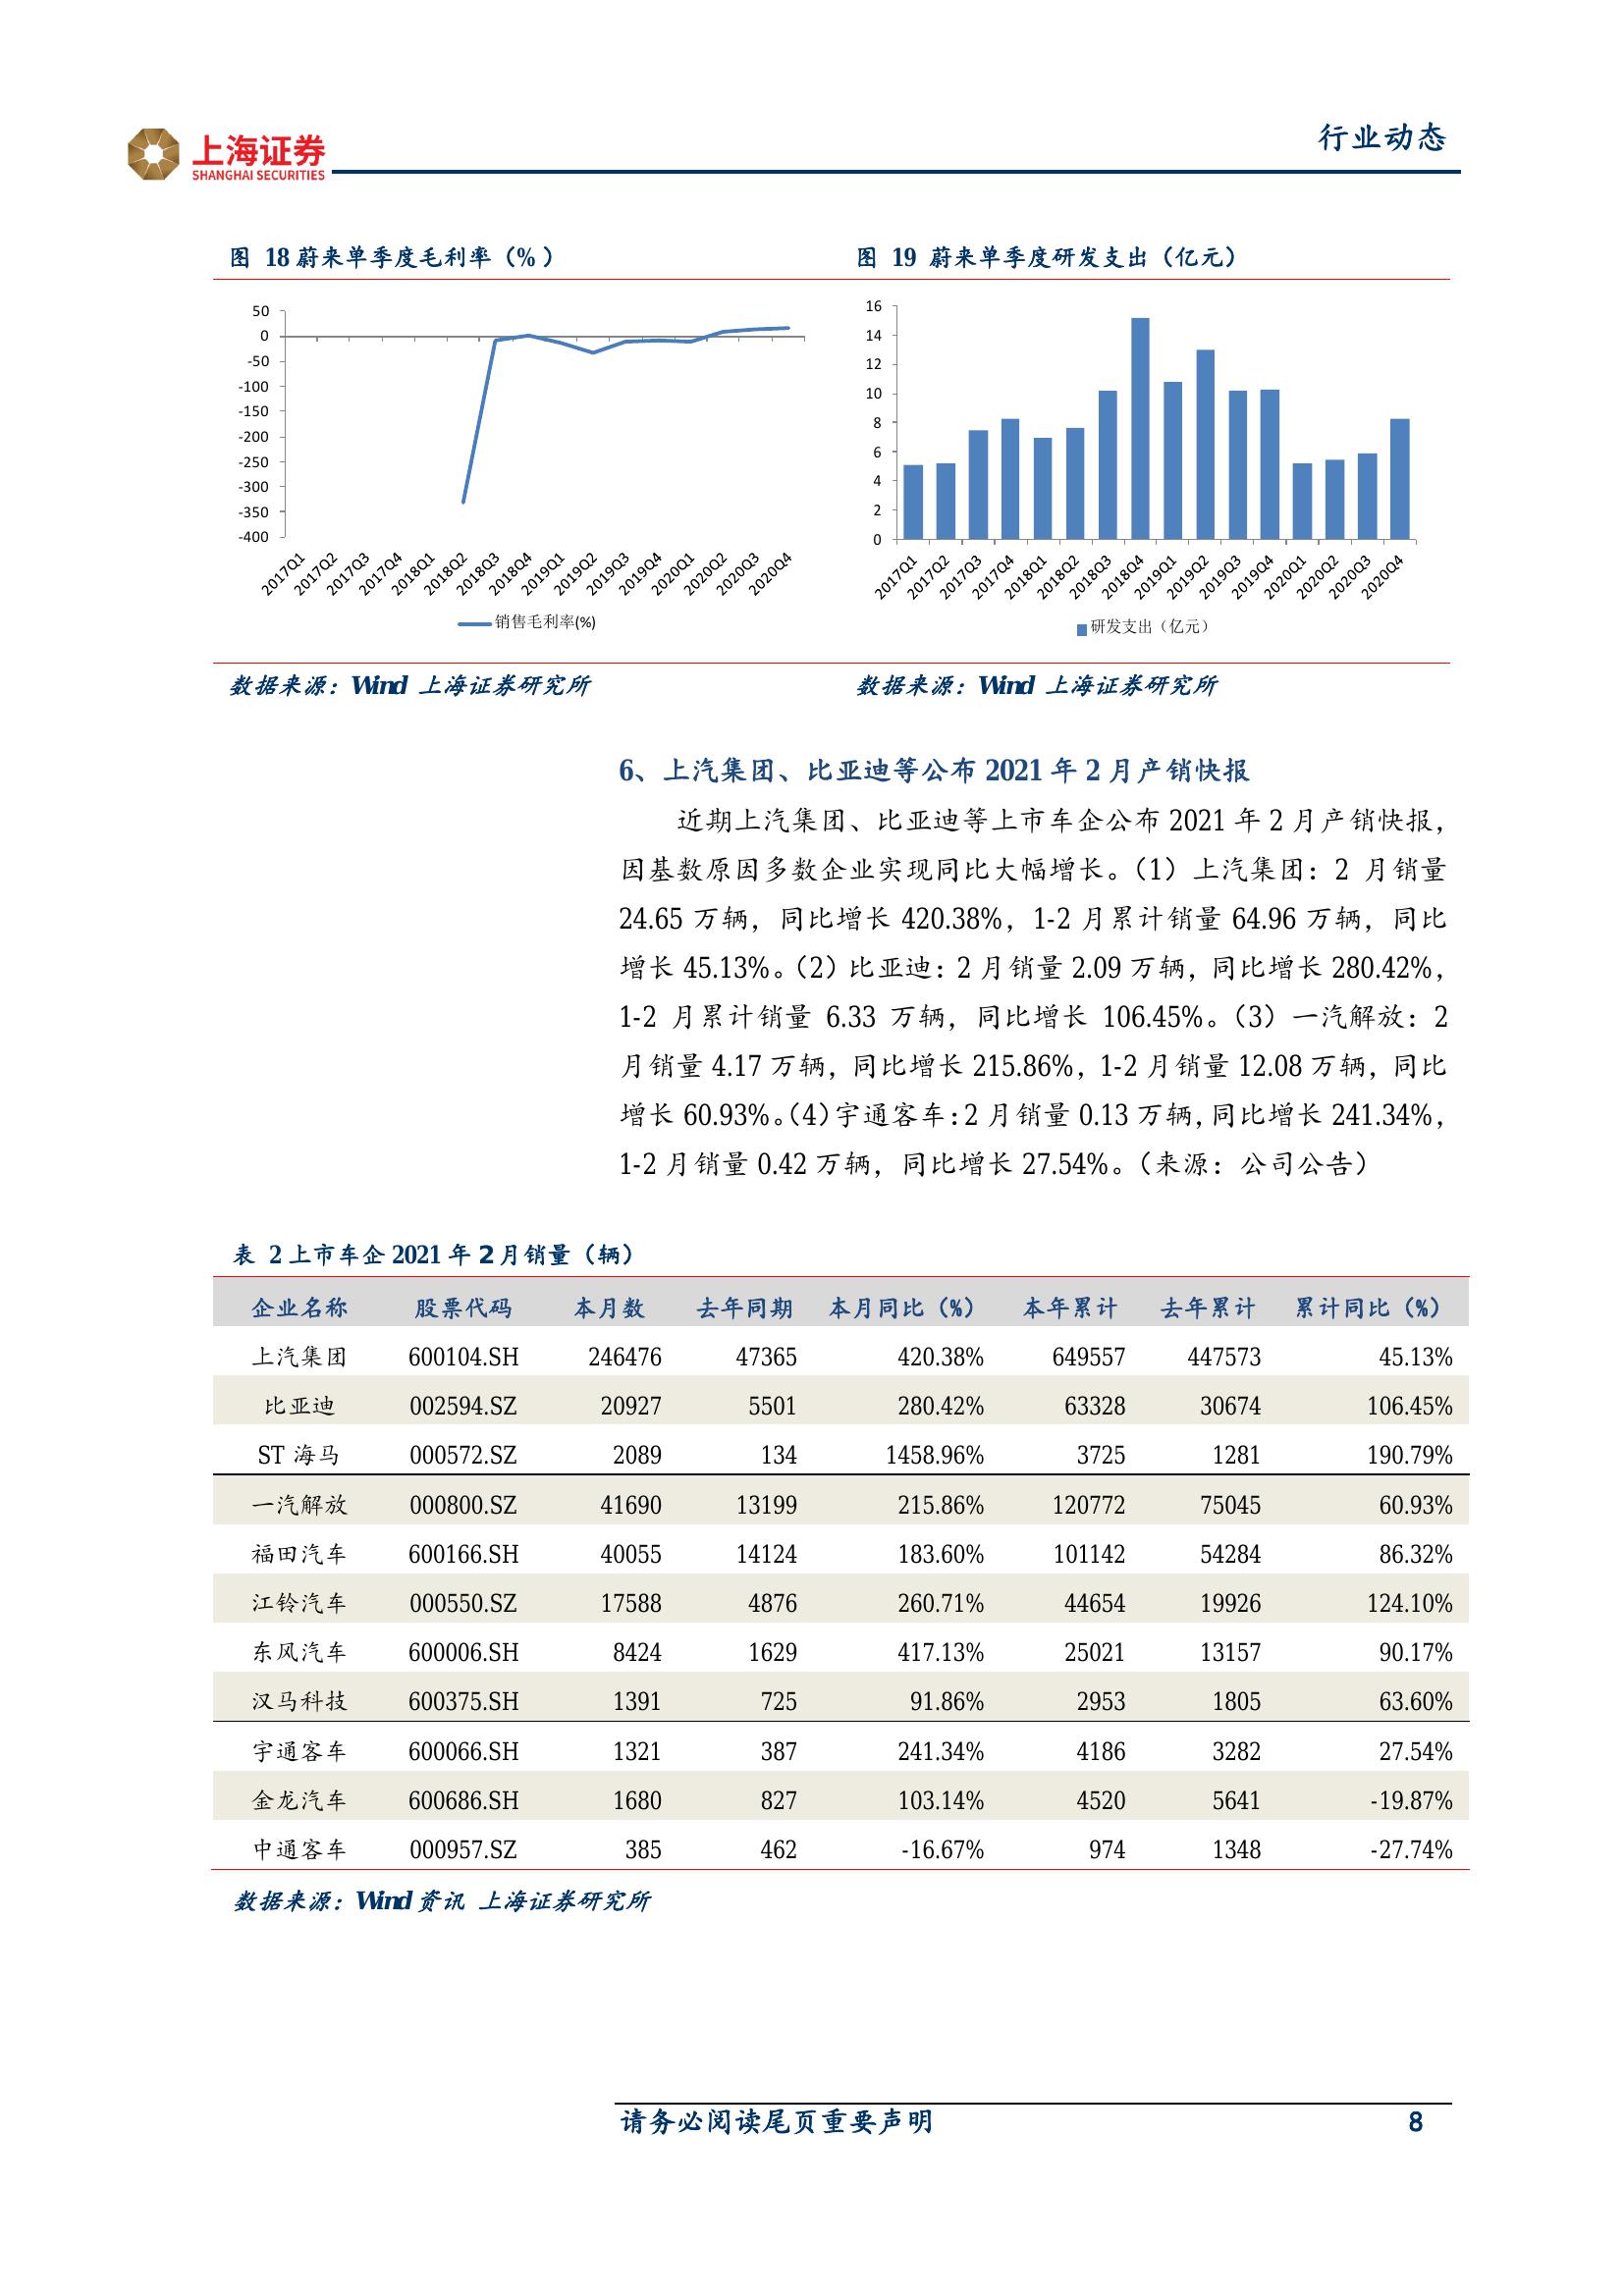 上海证券
SHANGHAI SECURITIES
行业动态
图 18 蔚来单季度毛利率（%）
50
0
-50
-100
-150
-200
-250
-300
-350
-400
2017Q1 2017Q2 2017Q3 2017Q4 2018Q1 2018Q2 2018Q3 2018Q4 2019Q1 2019Q2 2019Q3 2019Q4 2020Q1 2020Q2 2020Q3 2020Q4
销售毛利率(%)
数据来源：Wind 上海证券研究所
图 19 蔚来单季度研发支出（亿元）
16
14
12
10
8
6
4
2
0
2017Q1 2017Q2 2017Q3 2017Q4 2018Q1 2018Q2 2018Q3 2018Q4 2019Q1 2019Q2 2019Q3 2019Q4 2020Q1 2020Q2 2020Q3 2020Q4
研发支出（亿元）
数据来源：Wind 上海证券研究所
6、上汽集团、比亚迪等公布 2021 年 2 月产销快报
近期上汽集团、比亚迪等上市车企公布 2021 年 2 月产销快报，
因基数原因多数企业实现同比大幅增长。（1）上汽集团：2 月销量
24.65 万辆，同比增长 420.38%，1-2 月累计销量 64.96 万辆，同比
增长 45.13%。（2）比亚迪：2 月销量 2.09 万辆，同比增长 280.42%，
1-2 月累计销量 6.33 万辆，同比增长 106.45%。（3）一汽解放：2
月销量 4.17 万辆，同比增长 215.86%，1-2 月销量 12.08 万辆，同比
增长 60.93%。（4）宇通客车：2 月销量 0.13 万辆，同比增长 241.34%，
1-2 月销量 0.42 万辆，同比增长 27.54%。（来源：公司公告）
表 2 上市车企 2021 年 2 月销量（辆）
企业名称 股票代码 本月数 去年同期 本月同比（%） 本年累计 去年累计 累计同比（%）
上汽集团 600104.SH 246476 47365 420.38% 649557 447573 45.13%
比亚迪 002594.SZ 20927 5501 280.42% 63328 30674 106.45%
ST 海马 000572.SZ 2089 134 1458.96% 3725 1281 190.79%
一汽解放 000800.SZ 41690 13199 215.86% 120772 75045 60.93%
福田汽车 600166.SH 40055 14124 183.60% 101142 54284 86.32%
江铃汽车 000550.SZ 17588 4876 260.71% 44654 19926 124.10%
东风汽车 600006.SH 8424 1629 417.13% 25021 13157 90.17%
汉马科技 600375.SH 1391 725 91.86% 2953 1805 63.60%
宇通客车 600066.SH 1321 387 241.34% 4186 3282 27.54%
金龙汽车 600686.SH 1680 827 103.14% 4520 5641 -19.87%
中通客车 000957.SZ 385 462 -16.67% 974 1348 -27.74%
数据来源：Wind 资讯 上海证券研究所
请务必阅读尾页重要声明 8